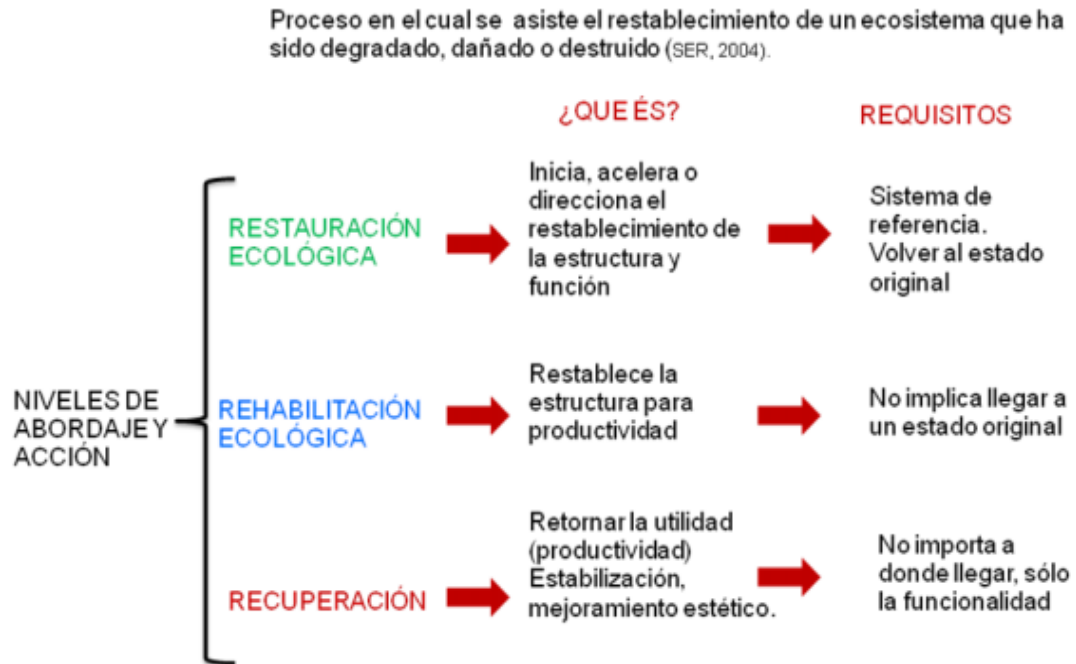 Proceso en el cual se asiste el restablecimiento de un ecosistema que ha
sido degradado, dañado o destruido (SER, 2004).
¿QUE ÉS?
REQUISITOS
NIVELES DE
ABORDAJE Y
ACCIÓN
RESTAURACIÓN
ECOLÓGICA
Inicia, acelera o
direcciona el
restablecimiento de
la estructura y
función
Sistema de
referencia.
Volver al estado
original
REHABILITACIÓN
ECOLÓGICA
Restablece la
estructura para
productividad
No implica llegar a
un estado original
RECUPERACIÓN
Retornar la utilidad
(productividad)
Estabilización,
mejoramiento estético.
No importa a
donde llegar, sólo
la funcionalidad